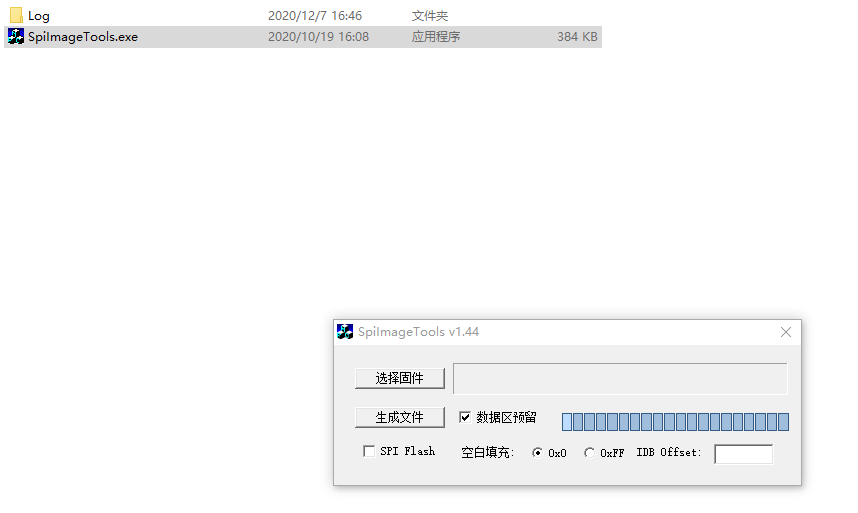 Log 2020/12/7 16:46 文件夹
SpiImageTools.exe 2020/10/19 16:08 应用程序 384 KB
SpiImageTools v1.44
选择固件
生成文件 数据区预留
SPI Flash 空白填充: 0x0 0xFF IDB Offset: